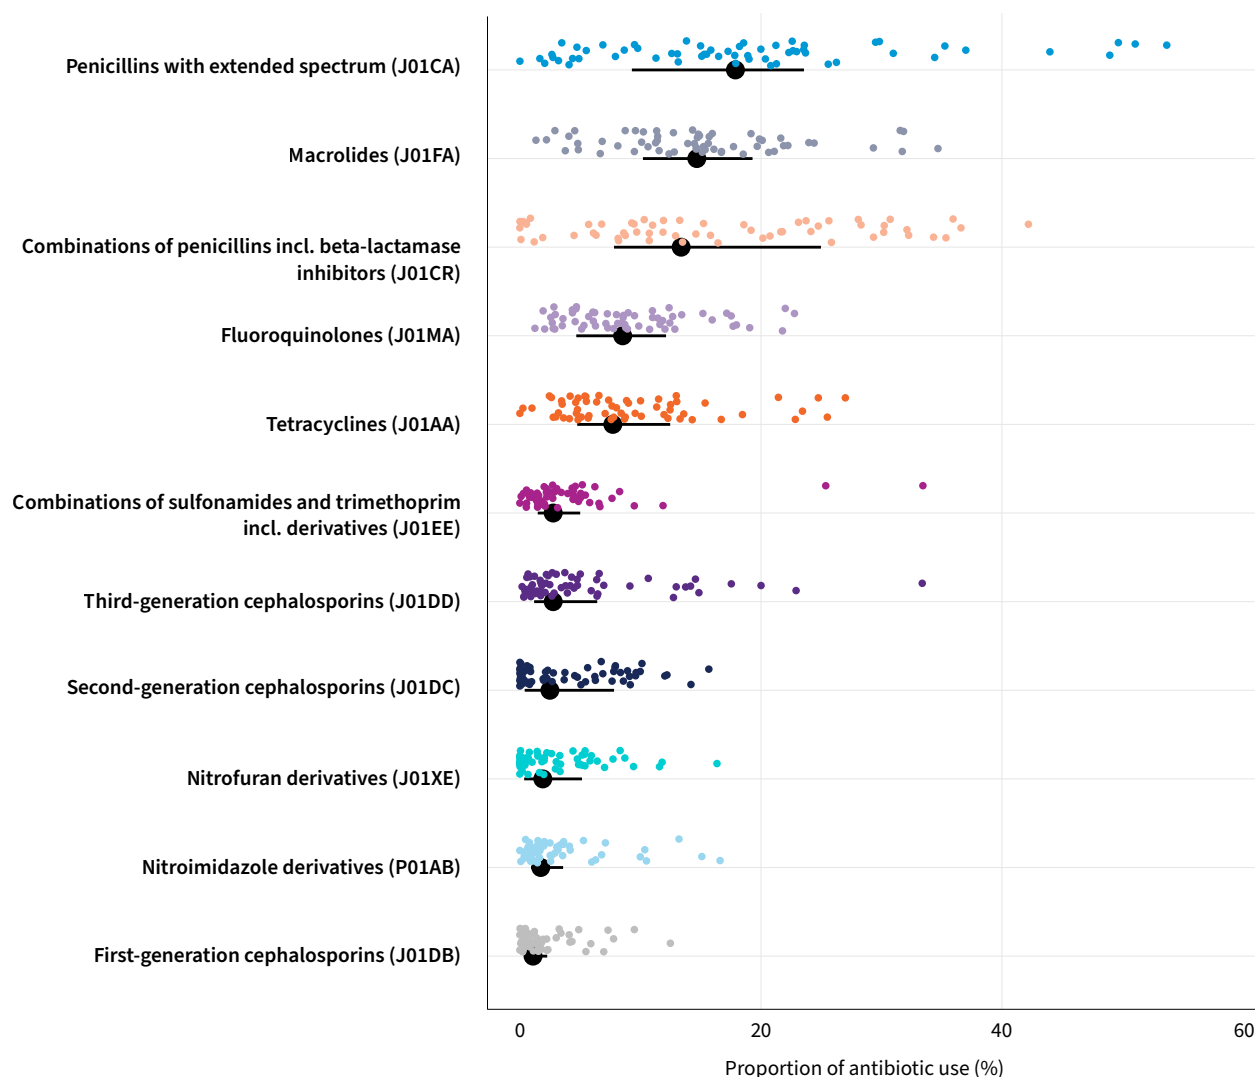 Penicillins with extended spectrum (J01CA)
Macrolides (J01FA)
Combinations of penicillins incl. beta-lactamase
inhibitors (J01CR)
Fluoroquinolones (J01MA)
Tetracyclines (J01AA)
Combinations of sulfonamides and trimethoprim
incl. derivatives (J01EE)
Third-generation cephalosporins (J01DD)
Second-generation cephalosporins (J01DC)
Nitrofuran derivatives (J01XE)
Nitroimidazole derivatives (P01AB)
First-generation cephalosporins (J01DB)
0 20 40 60
Proportion of antibiotic use (%)